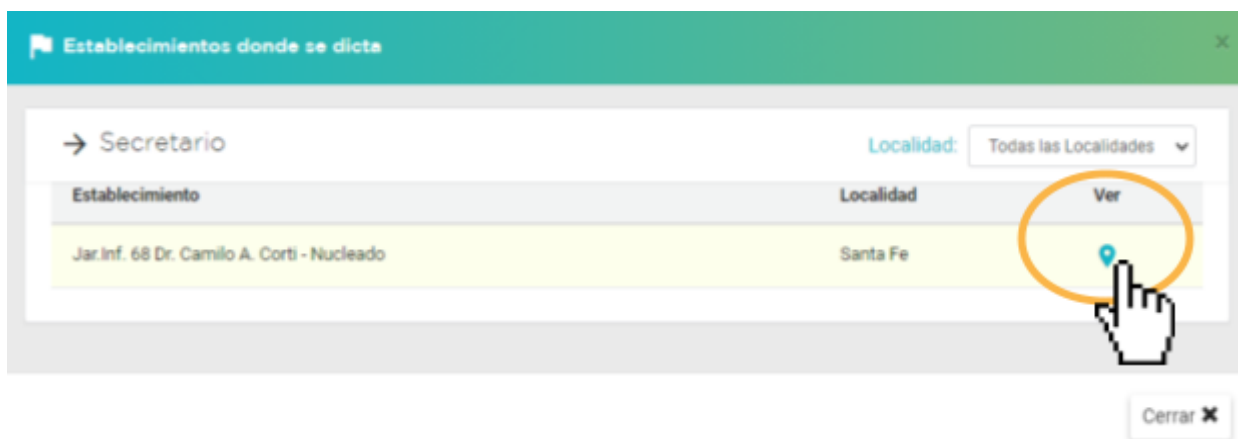 Establecimientos donde se dicta ×
→ Secretario Localidad: Todas las Localidades
Establecimiento Localidad Ver
Jar.Inf. 68 Dr. Camilo A. Corti - Nucleado Santa Fe
Cerrar ✖